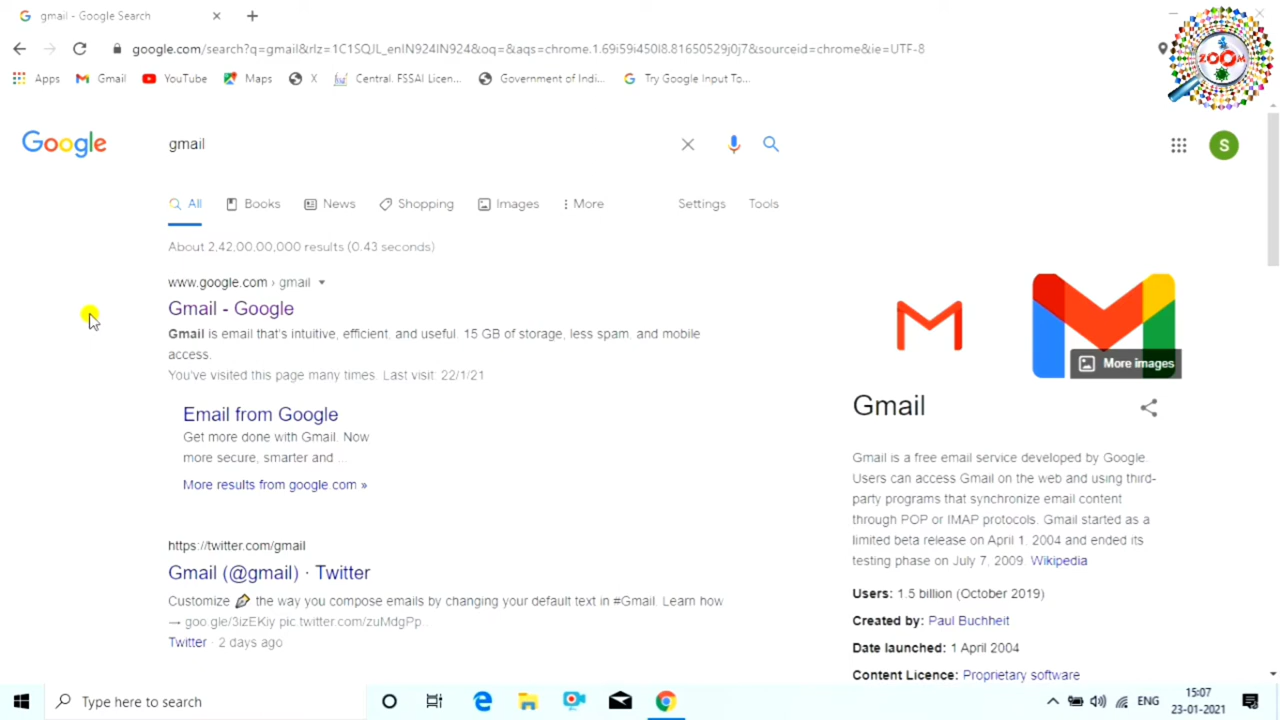 gmail - Google Search
google.com/search?q=gmail&rlz=1C1SQJL_enIN924IN924&oq=&aqs=chrome.1.69i59i450l8.81650529j0j7&sourceid=chrome&ie=UTF-8
Apps Gmail YouTube Maps X Central. FSSAI Licen... Government of Indi... Try Google Input To...
ZOOM
Google
gmail
S
All Books News Shopping Images More Settings Tools
About 2,42,00,00,000 results (0.43 seconds)
www.google.com › gmail
Gmail - Google
Gmail is email that's intuitive, efficient, and useful. 15 GB of storage, less spam, and mobile
access.
You've visited this page many times. Last visit: 22/1/21
Email from Google
Get more done with Gmail. Now
more secure, smarter and ...
More results from google.com »
https://twitter.com/gmail
Gmail (@gmail) · Twitter
Customize 🖋 the way you compose emails by changing your default text in #Gmail. Learn how
→ goo.gle/3izEKiy pic.twitter.com/zuMdgPp...
Twitter · 2 days ago
More images
Gmail
Gmail is a free email service developed by Google.
Users can access Gmail on the web and using third-
party programs that synchronize email content
through POP or IMAP protocols. Gmail started as a
limited beta release on April 1, 2004 and ended its
testing phase on July 7, 2009. Wikipedia
Users: 1.5 billion (October 2019)
Created by: Paul Buchheit
Date launched: 1 April 2004
Content Licence: Proprietary software
Type here to search
ENG
15:07
23-01-2021